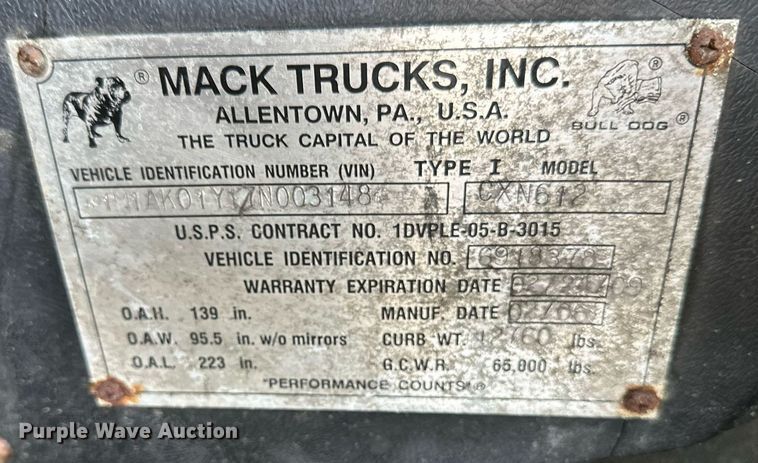 ® MACK TRUCKS, INC.
ALLENTOWN, PA., U.S.A.
BULL DOG ®
THE TRUCK CAPITAL OF THE WORLD
VEHICLE IDENTIFICATION NUMBER (VIN) TYPE I MODEL
CXN612
U.S.P.S. CONTRACT NO. 1DVPLE-05-B-3015
VEHICLE IDENTIFICATION NO.
WARRANTY EXPIRATION DATE
O.A.H. 139 in. MANUF. DATE 02/06
O.A.W. 95.5 in. w/o mirrors CURB WT. lbs.
O.A.L. 223 in. G.C.W.R. 65,000 lbs.
"PERFORMANCE COUNTS"®
Purple Wave Auction